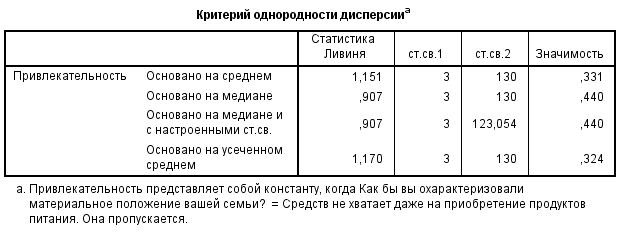 Критерий однородности дисперсииa
Статистика Ливиня ст.св.1 ст.св.2 Значимость
Привлекательность Основано на среднем 1,151 3 130 ,331
Основано на медиане ,907 3 130 ,440
Основано на медиане и с настроенными ст.св. ,907 3 123,054 ,440
Основано на усеченном среднем 1,170 3 130 ,324
a. Привлекательность представляет собой константу, когда Как бы вы охарактеризовали
материальное положение вашей семьи? = Средств не хватает даже на приобретение продуктов
питания. Она пропускается.